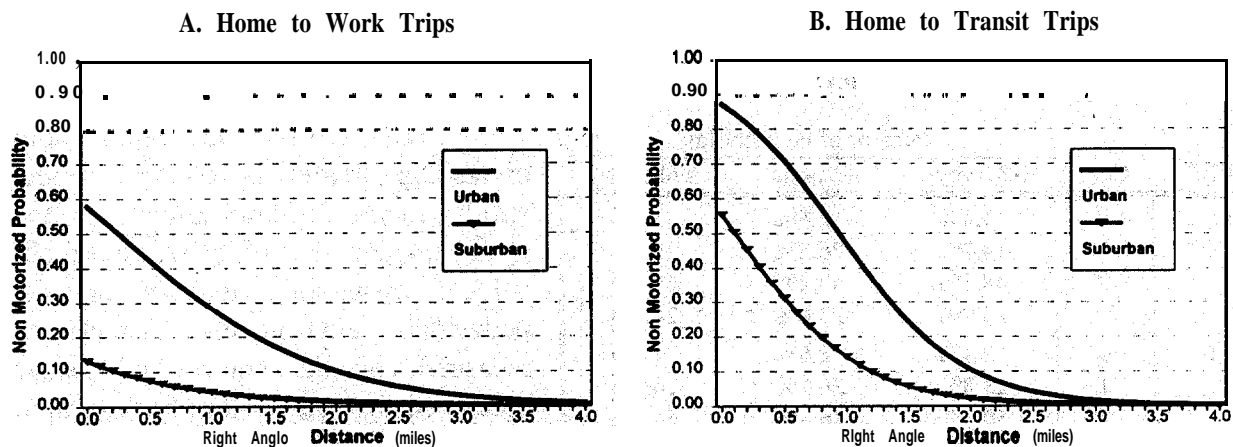 A. Home to Work Trips
Non Motorized Probability
1.00
0.90
0.80
0.70
0.60
0.50
0.40
0.30
0.20
0.10
0.00
Urban
Suburban
0.0 0.5 1.0 1.5 2.0 2.5 3.0 3.5 4.0
Right Anglo Distance (miles)
B. Home to Transit Trips
Non Motorized Probability
1.00
0.90
0.80
0.70
0.60
0.50
0.40
0.30
0.20
0.10
0.00
Urban
Suburban
0.0 0.5 1.0 1.5 2.0 2.5 3.0 3.5 4.0
Right Angle Distance (miles)